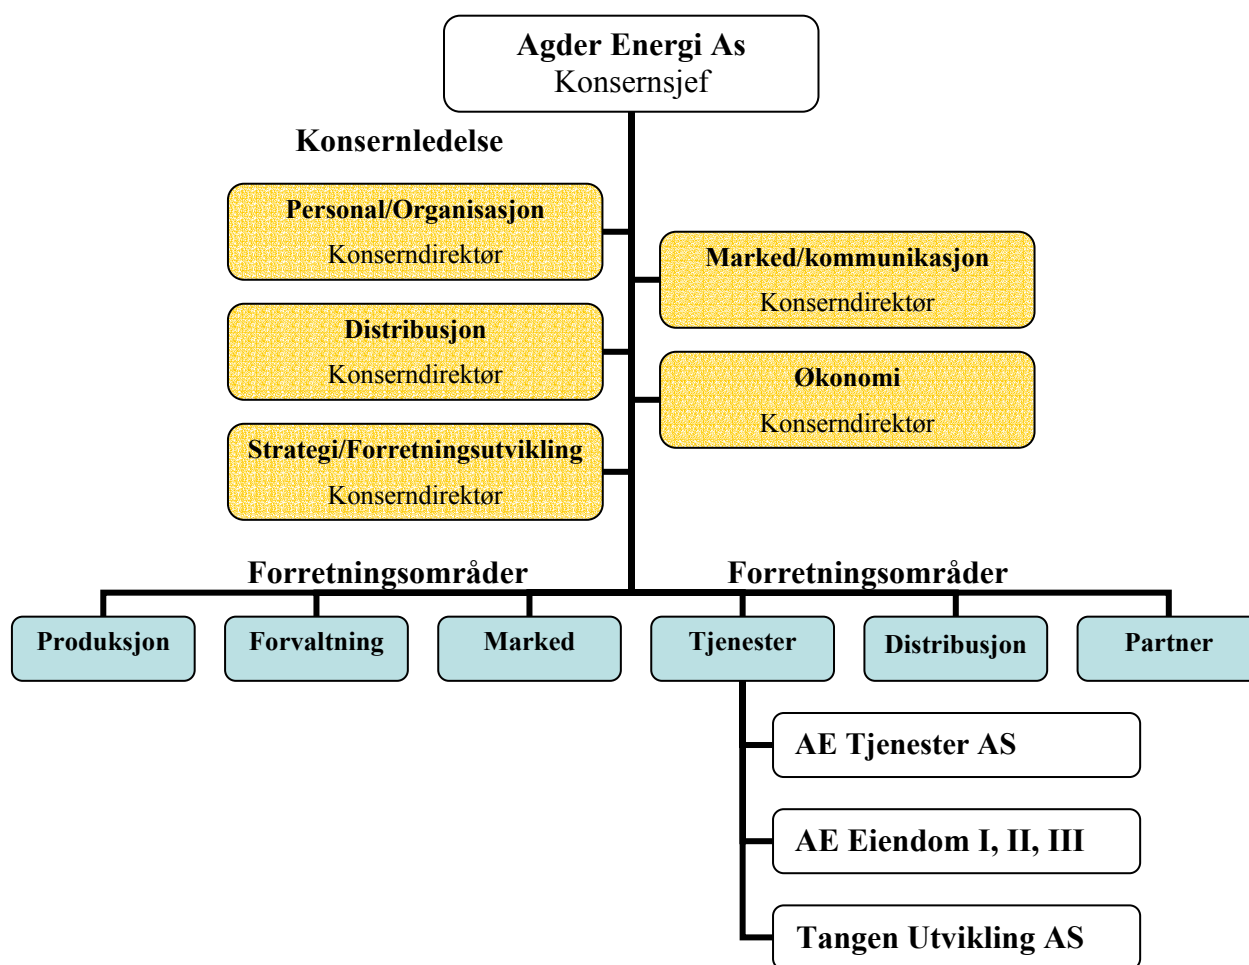 Agder Energi As
Konsernsjef
Konsernledelse
Personal/Organisasjon
Konserndirektør
Marked/kommunikasjon
Konserndirektør
Distribusjon
Konserndirektør
Økonomi
Konserndirektør
Strategi/Forretningsutvikling
Konserndirektør
Forretningsområder
Forretningsområder
Produksjon
Forvaltning
Marked
Tjenester
Distribusjon
Partner
AE Tjenester AS
AE Eiendom I, II, III
Tangen Utvikling AS